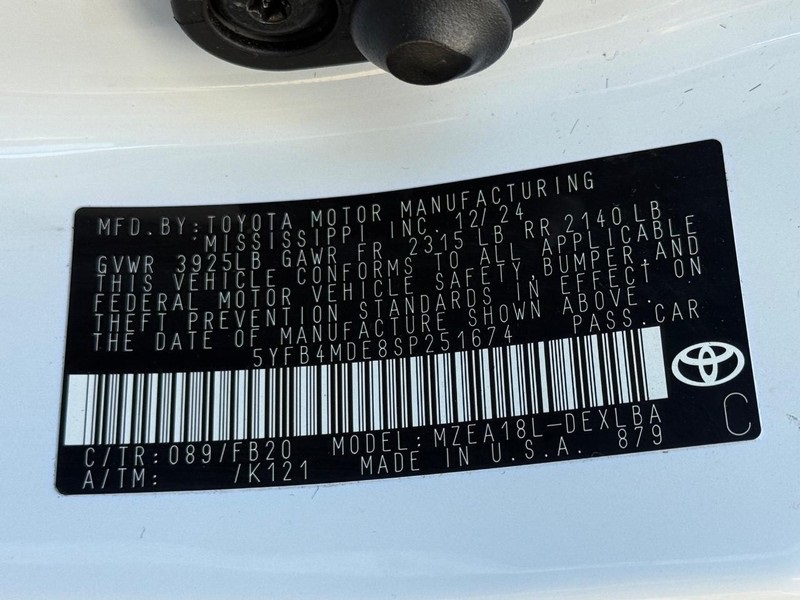 MFD. BY: TOYOTA MOTOR MANUFACTURING
MISSISSIPPI INC. 12/24
GVWR 3925LB GAWR FR 2315 LB RR 2140 LB
THIS VEHICLE CONFORMS TO ALL APPLICABLE
FEDERAL MOTOR VEHICLE SAFETY, BUMPER, AND
THEFT PREVENTION STANDARDS IN EFFECT ON
THE DATE OF MANUFACTURE SHOWN ABOVE.
5YFB4MDE8SP251674 PASS. CAR
C/TR: 089/FB20 MODEL: MZEA18L-DEXLBA
A/TM: /K121 MADE IN U.S.A. 879
C